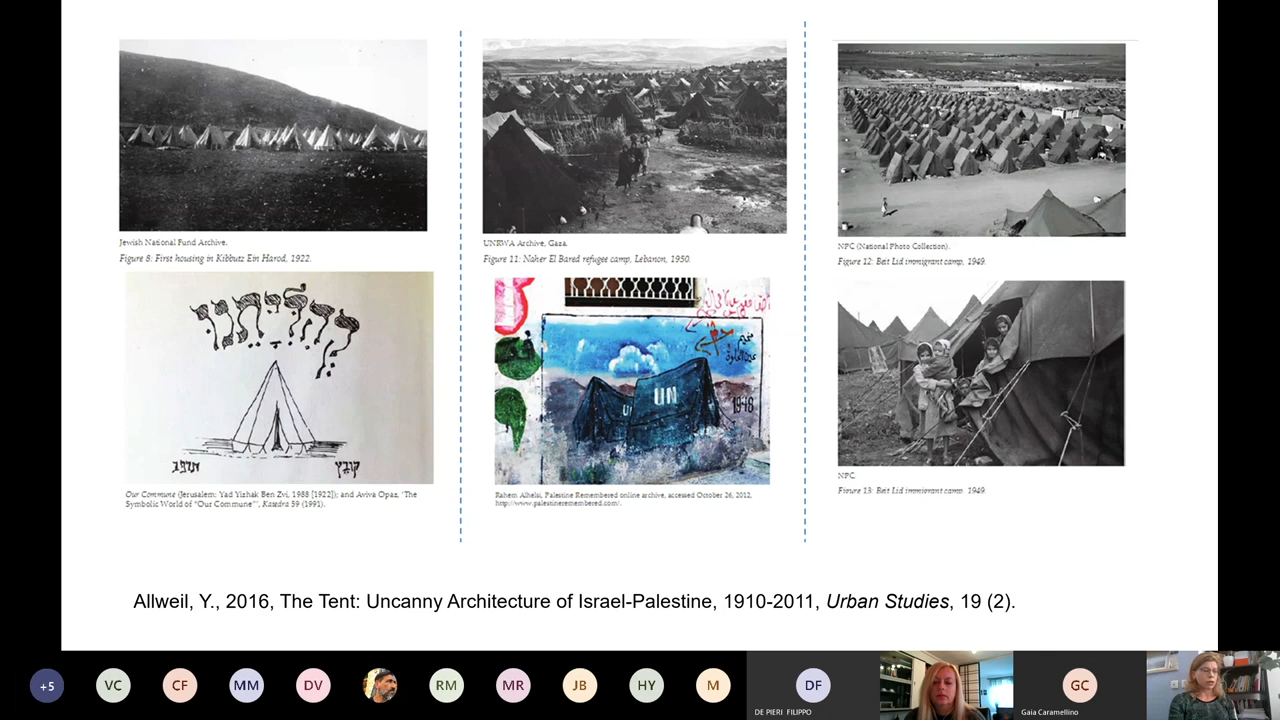 Jewish National Fund Archive.
Figure 8: First housing in Kibbutz Ein Harod, 1922.
קהליתנו
תרפב
קובץ
Our Commune (Jerusalem: Yad Yizhak Ben Zvi, 1988 [1922]); and Aviva Opaz, "The
Symbolic World of "Our Commune"", Katedra 59 (1991).
UNRWA Archive, Gaza.
Figure 11: Naher El Bared refugee camp, Lebanon, 1950.
مخيم
UN
1948
Rahem Alhelsi, Palestine Remembered online archive, accessed October 26, 2012,
http://www.palestineremembered.com/.
NPC (National Photo Collection).
Figure 12: Beit Lid immigrant camp, 1949.
NPC.
Figure 13: Beit Lid immigrant camp, 1949.
Allweil, Y., 2016, The Tent: Uncanny Architecture of Israel-Palestine, 1910-2011, Urban Studies, 19 (2).
+5
VC
CF
MM
DV
RM
MR
JB
HY
M
DF
DE PIERI FILIPPO
GC
Gaia Caramellino